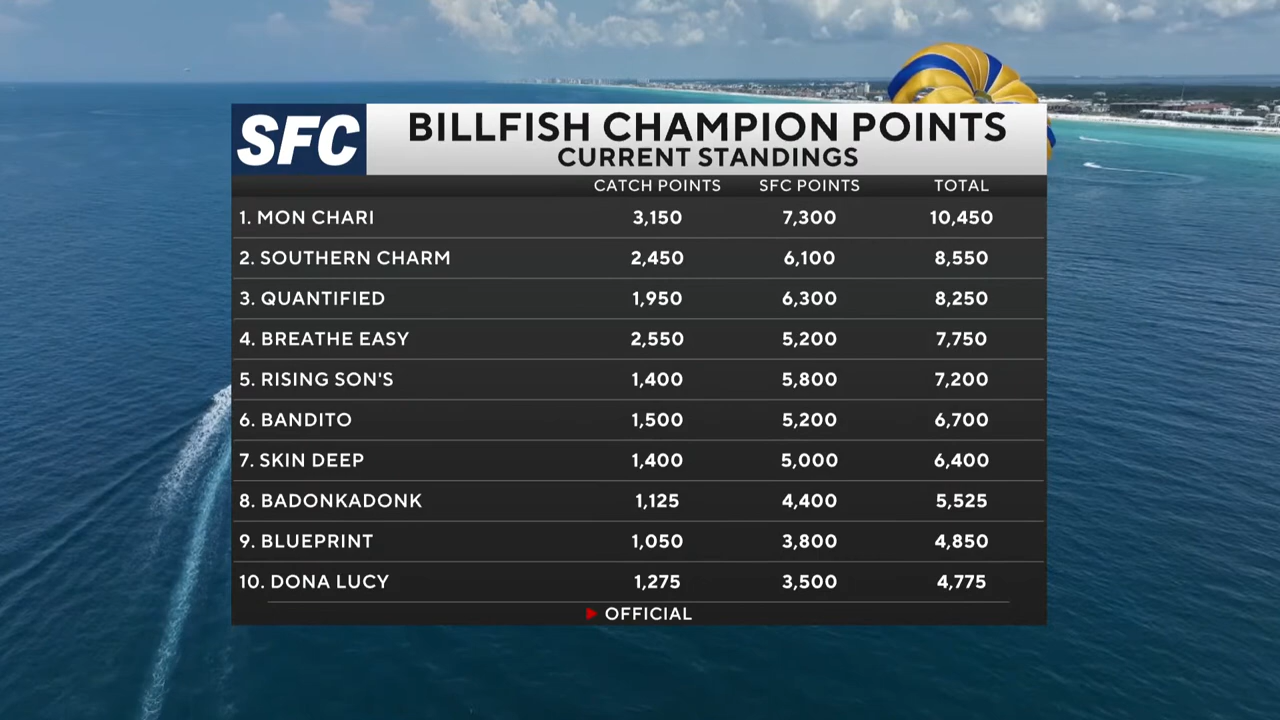 SFC
BILLFISH CHAMPION POINTS
CURRENT STANDINGS
CATCH POINTS SFC POINTS TOTAL
1. MON CHARI 3,150 7,300 10,450
2. SOUTHERN CHARM 2,450 6,100 8,550
3. QUANTIFIED 1,950 6,300 8,250
4. BREATHE EASY 2,550 5,200 7,750
5. RISING SON'S 1,400 5,800 7,200
6. BANDITO 1,500 5,200 6,700
7. SKIN DEEP 1,400 5,000 6,400
8. BADONKADONK 1,125 4,400 5,525
9. BLUEPRINT 1,050 3,800 4,850
10. DONA LUCY 1,275 3,500 4,775
OFFICIAL